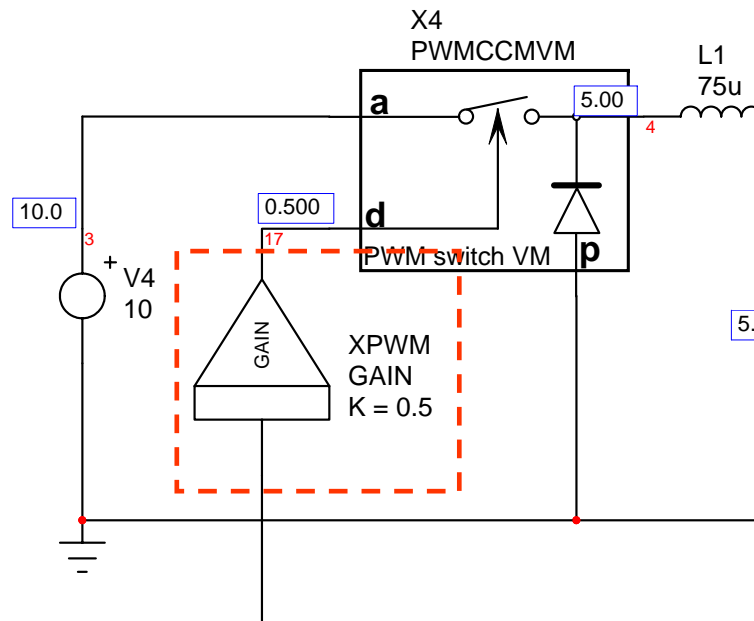 X4
PWMCCMVM
L1
75u
a
5.00
4
10.0
3
0.500
d
17
PWM switch VM
p
+
V4
10
GAIN
XPWM
GAIN
K = 0.5
5.